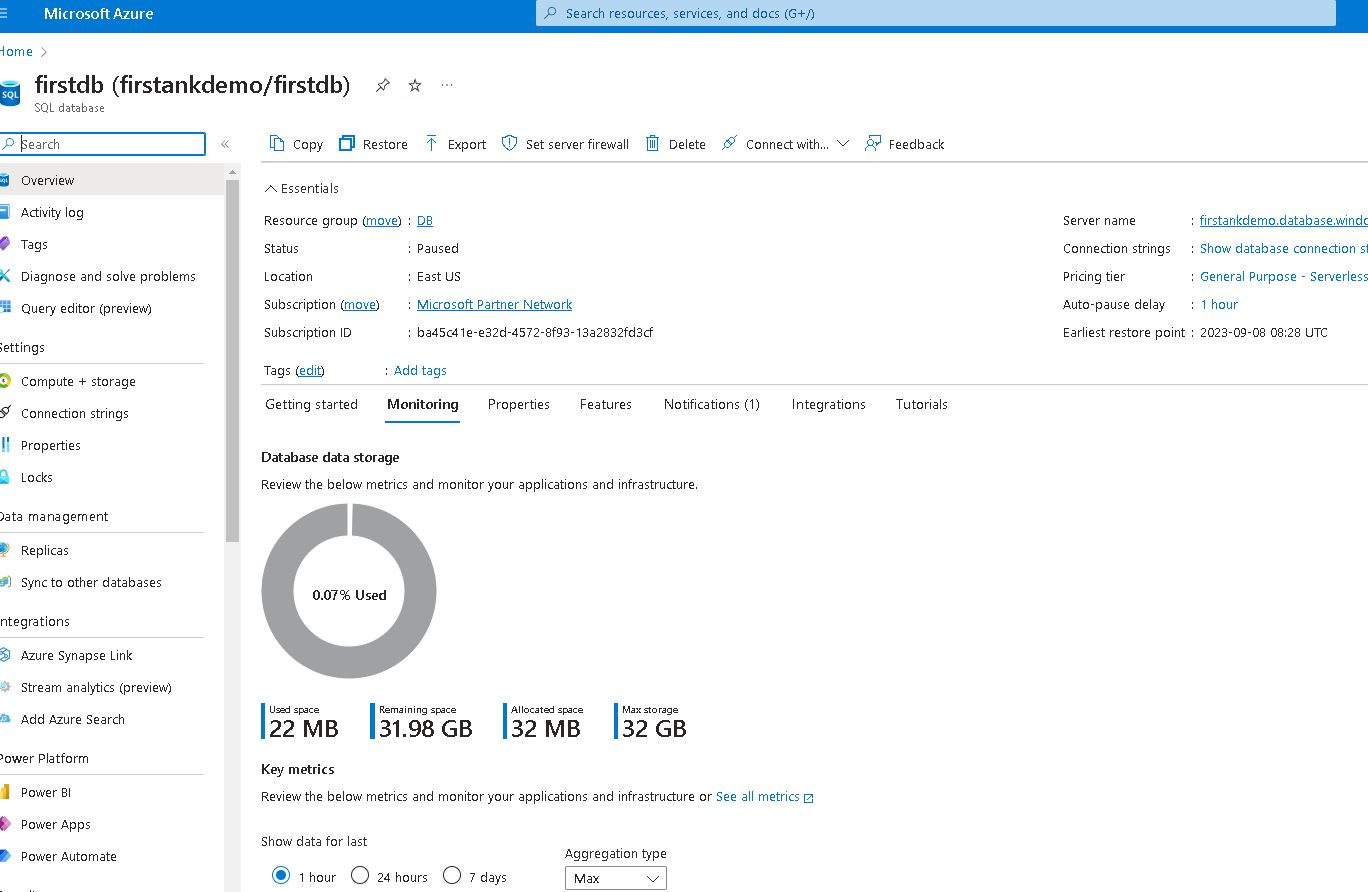 Microsoft Azure
Search resources, services, and docs (G+/)
Home
firstdb (firstankdemo/firstdb)
SQL
SQL database
Search
«
Copy
Restore
Export
Set server firewall
Delete
Connect with...
Feedback
Overview
Activity log
Tags
Diagnose and solve problems
Query editor (preview)
Settings
Compute + storage
Connection strings
Properties
Locks
Data management
Replicas
Sync to other databases
Integrations
Azure Synapse Link
Stream analytics (preview)
Add Azure Search
Power Platform
Power BI
Power Apps
Power Automate
Essentials
Resource group (move) : DB
Status : Paused
Location : East US
Subscription (move) : Microsoft Partner Network
Subscription ID : ba45c41e-e32d-4572-8f93-13a2832fd3cf
Server name : firstankdemo.database.windo
Connection strings : Show database connection st
Pricing tier : General Purpose - Serverless
Auto-pause delay : 1 hour
Earliest restore point : 2023-09-08 08:28 UTC
Tags (edit) : Add tags
Getting started
Monitoring
Properties
Features
Notifications (1)
Integrations
Tutorials
Database data storage
Review the below metrics and monitor your applications and infrastructure.
0.07% Used
Used space
22 MB
Remaining space
31.98 GB
Allocated space
32 MB
Max storage
32 GB
Key metrics
Review the below metrics and monitor your applications and infrastructure or See all metrics
Show data for last
1 hour
24 hours
7 days
Aggregation type
Max